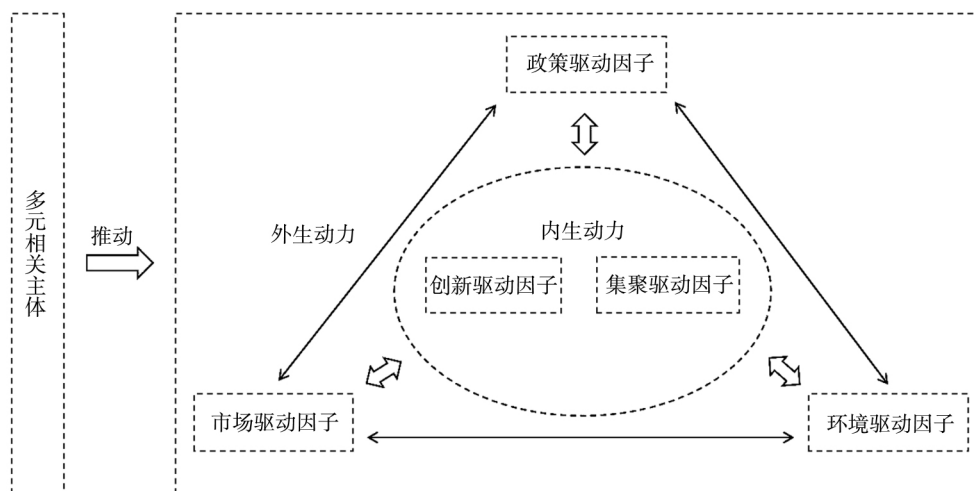 多元相关主体
推动
政策驱动因子
外生动力
内生动力
创新驱动因子
集聚驱动因子
市场驱动因子
环境驱动因子